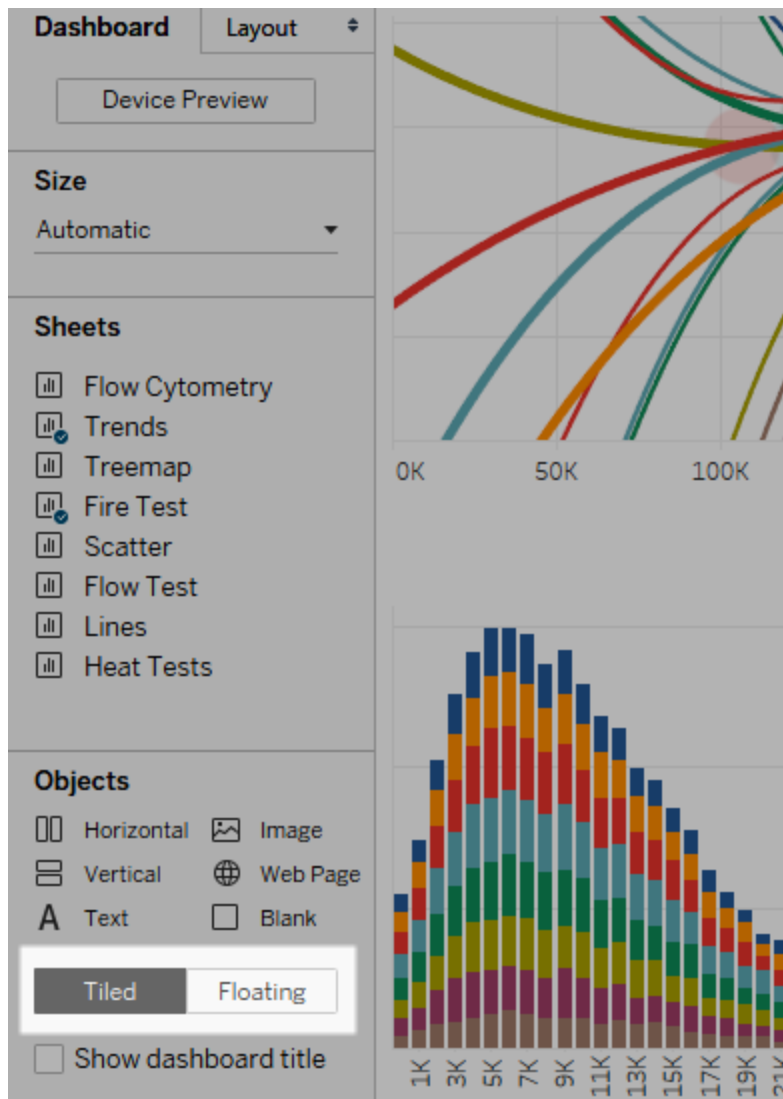 Dashboard
Layout
Device Preview
Size
Automatic
Sheets
Flow Cytometry
Trends
Treemap
Fire Test
Scatter
Flow Test
Lines
Heat Tests
Objects
Horizontal Image
Vertical Web Page
A Text Blank
Tiled Floating
Show dashboard title
0K 50K 100K
1K 3K 5K 7K 9K 11K 13K 15K 17K 19K 21K